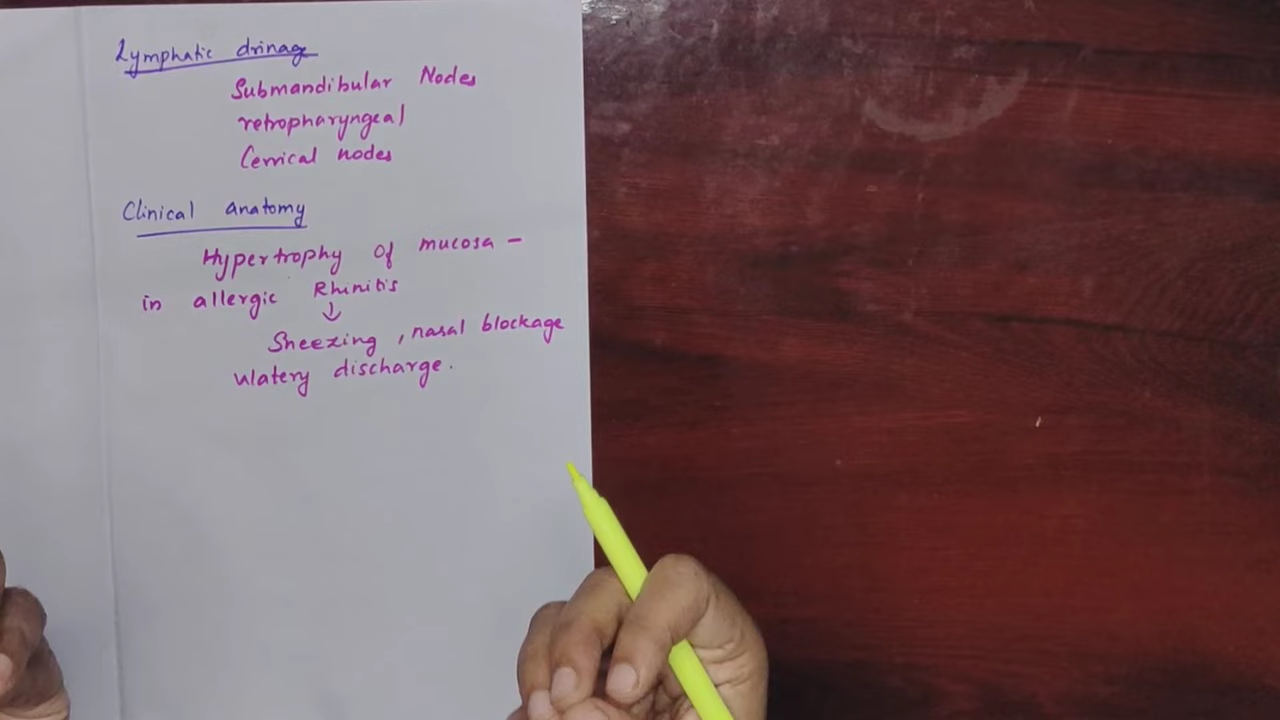 Lymphatic drinag
Submandibular Nodes
retropharyngeal
Cervical nodes
Clinical anatomy
Hypertrophy of mucosa -
in allergic Rhinitis
↓
Sneezing, nasal blockage
watery discharge.